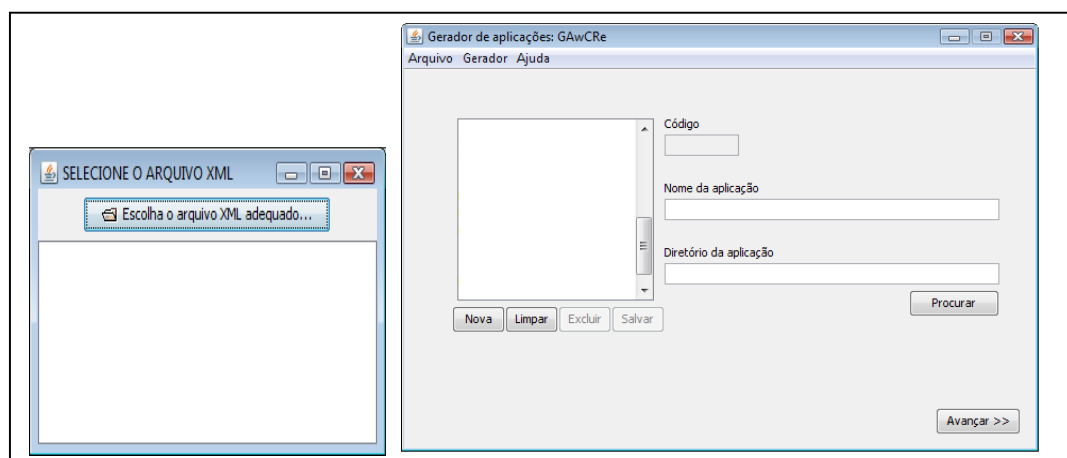 SELECIONE O ARQUIVO XML
Escolha o arquivo XML adequado...
Gerador de aplicações: GAwCRe
Arquivo Gerador Ajuda
Código
Nome da aplicação
Diretório da aplicação
Procurar
Nova Limpar Excluir Salvar
Avançar >>